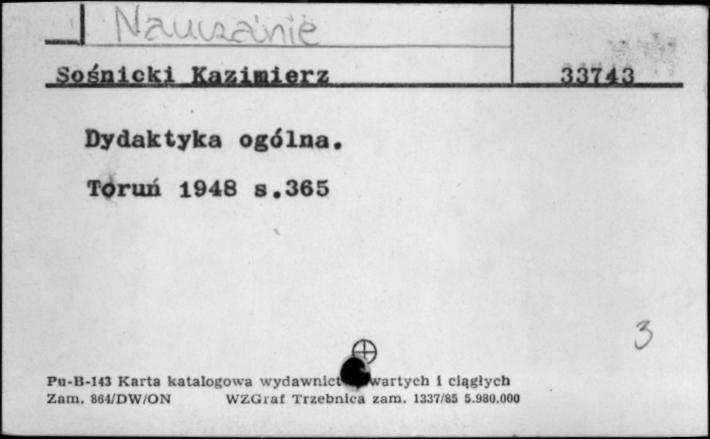 Nauczanie
Sośnicki Kazimierz 33743
Dydaktyka ogólna.
Toruń 1948 s.365
3
Pu-B-143 Karta katalogowa wydawnict wartych i ciągłych
Zam. 864/DW/ON WZGraf Trzebnica zam. 1337/85 5.980.000